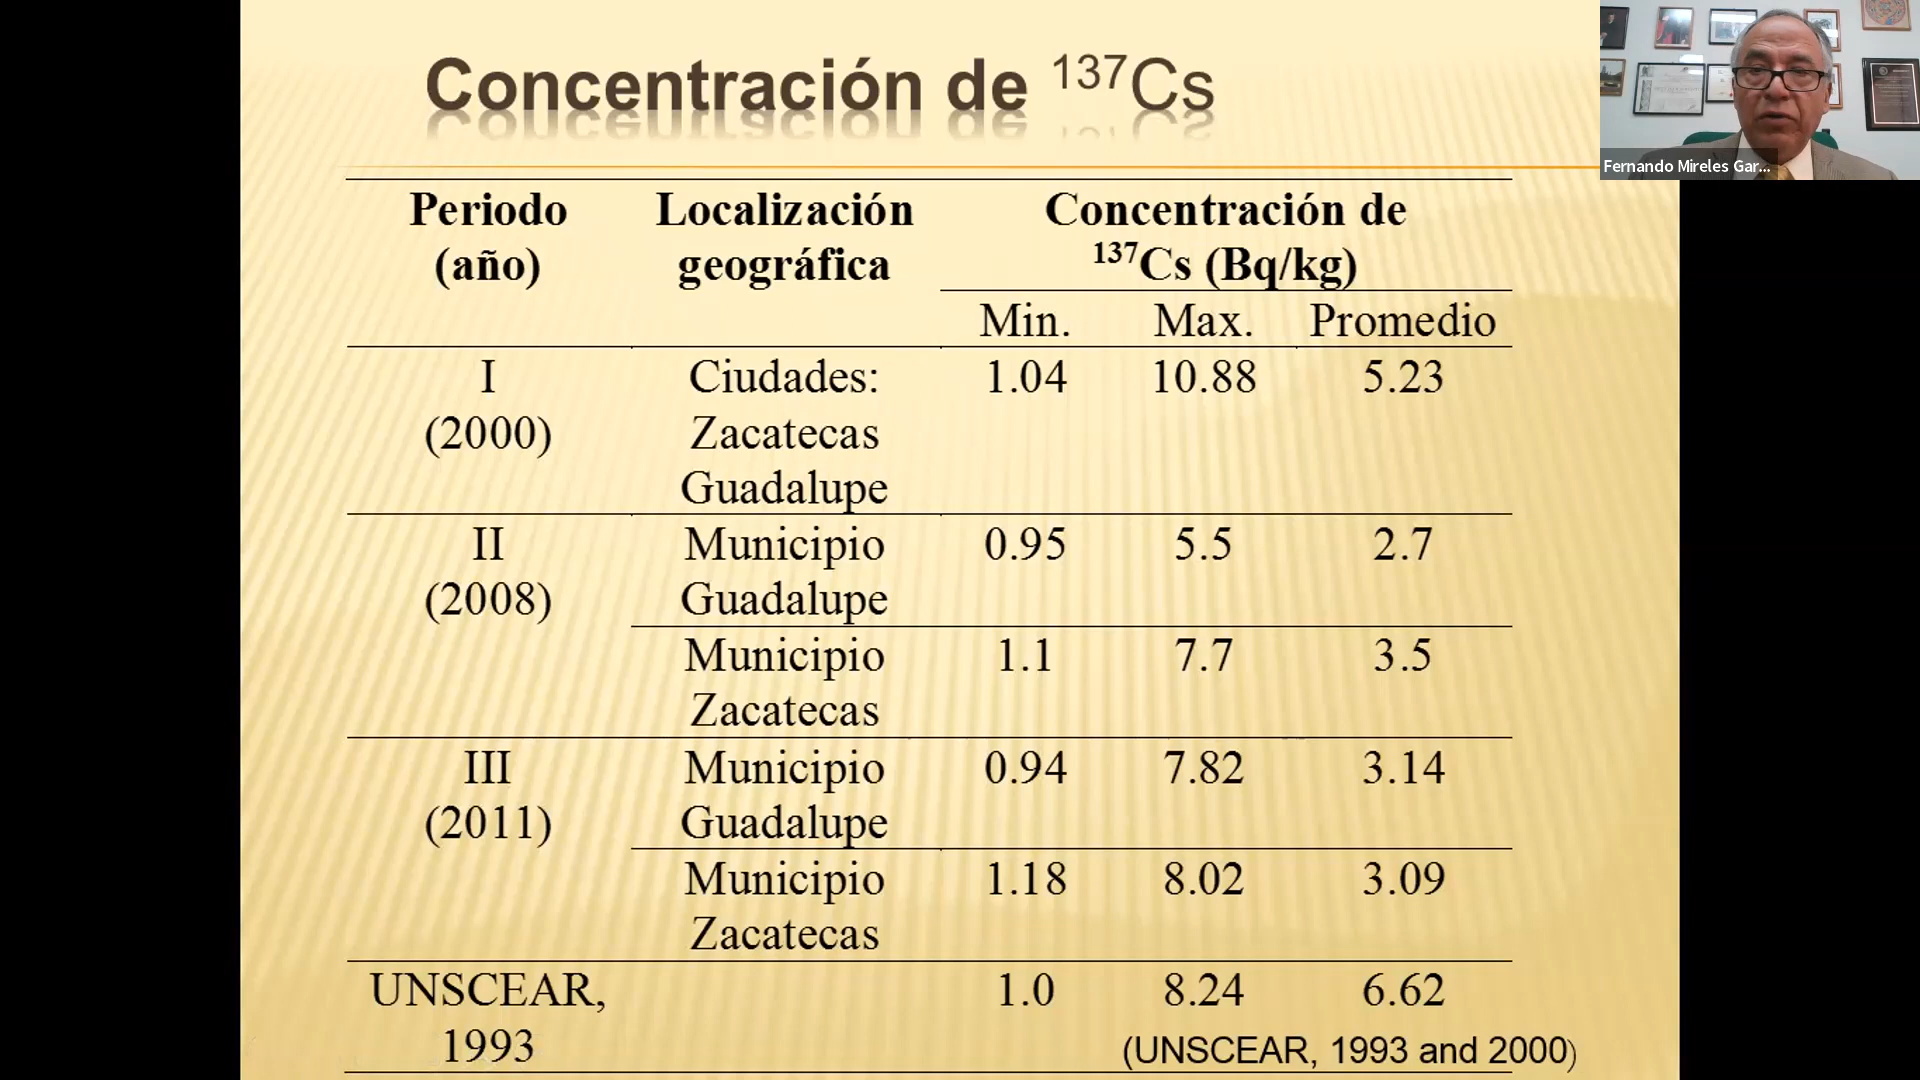 Concentración de ¹³⁷Cs
Fernando Mireles Gar...
Periodo (año) Localización geográfica Concentración de ¹³⁷Cs (Bq/kg)
Min. Max. Promedio
I Ciudades: 1.04 10.88 5.23
(2000) Zacatecas
Guadalupe
II Municipio 0.95 5.5 2.7
(2008) Guadalupe
Municipio 1.1 7.7 3.5
Zacatecas
III Municipio 0.94 7.82 3.14
(2011) Guadalupe
Municipio 1.18 8.02 3.09
Zacatecas
UNSCEAR, 1.0 8.24 6.62
1993 (UNSCEAR, 1993 and 2000)